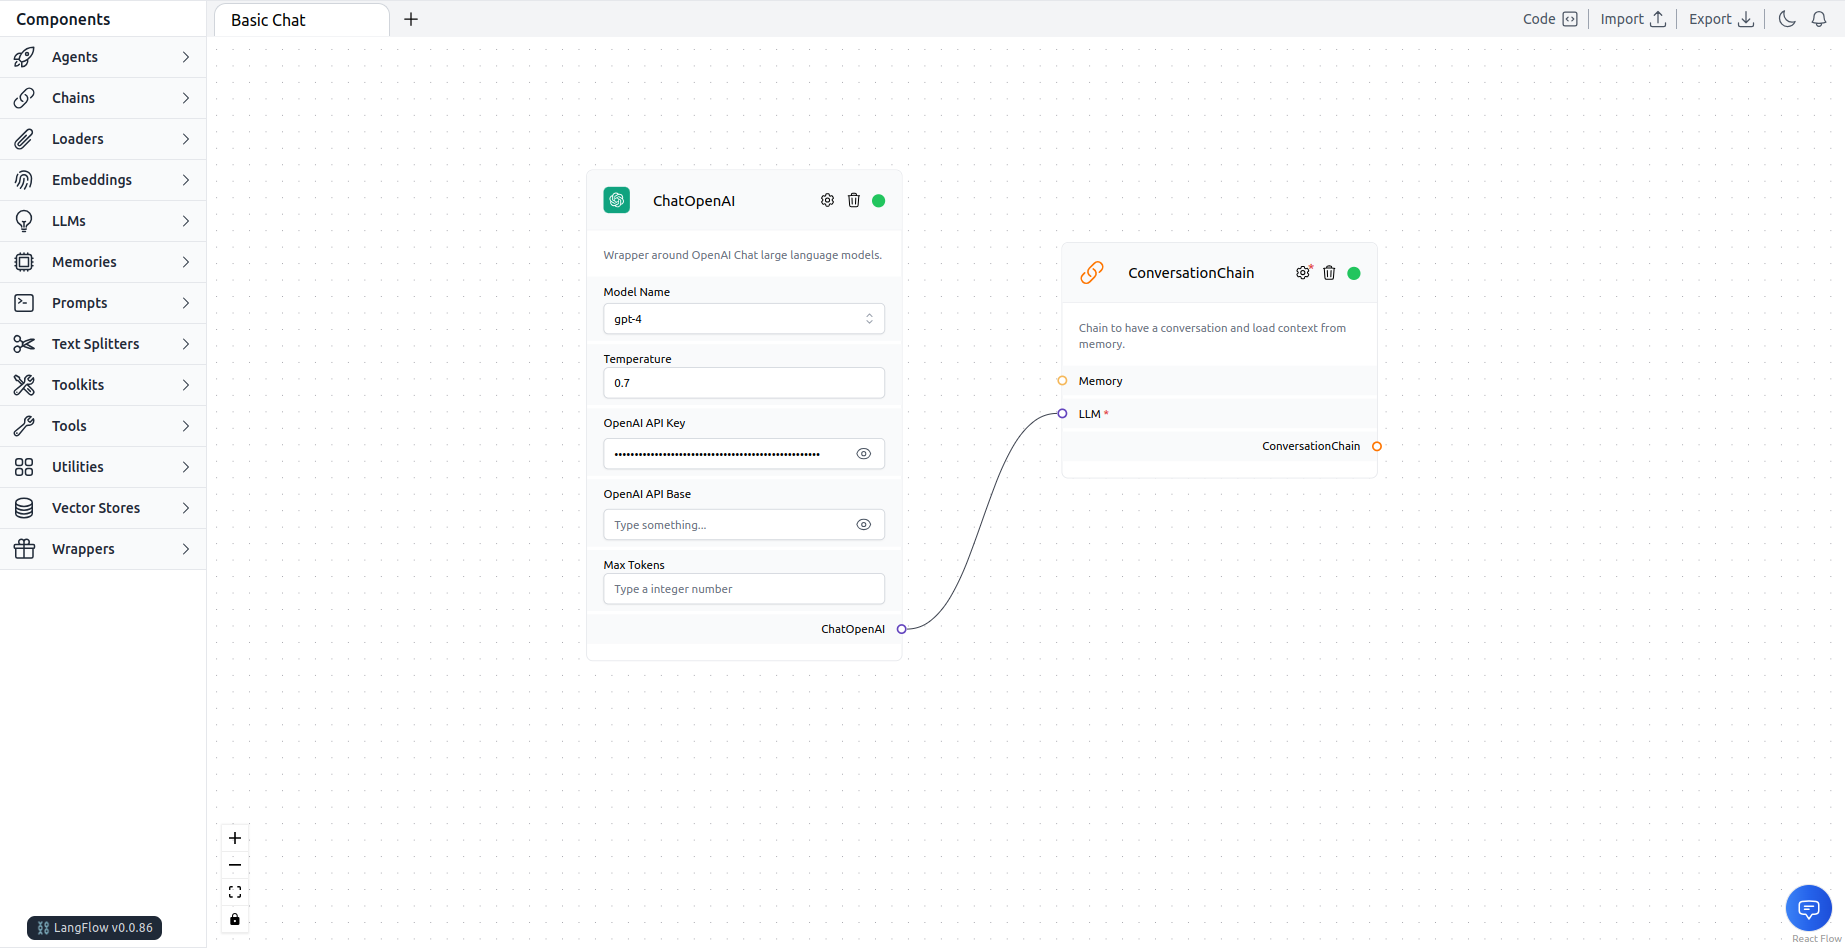 Components
Basic Chat
Code
Import
Export
Agents
Chains
Loaders
Embeddings
LLMs
Memories
Prompts
Text Splitters
Toolkits
Tools
Utilities
Vector Stores
Wrappers
ChatOpenAI
Wrapper around OpenAI Chat large language models.
Model Name
gpt-4
Temperature
0.7
OpenAI API Key
••••••••••••••••••••••••••••••••••••••••••••••••••••
OpenAI API Base
Type something...
Max Tokens
Type a integer number
ChatOpenAI
ConversationChain
Chain to have a conversation and load context from
memory.
Memory
LLM *
ConversationChain
LangFlow v0.0.86
React Flow